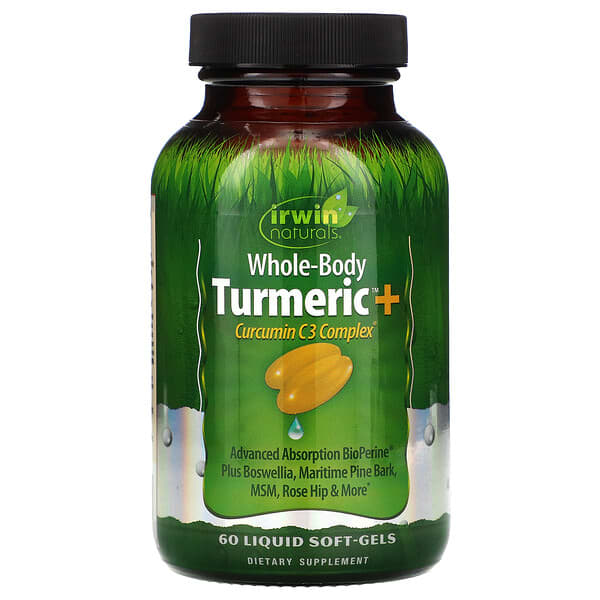 irwin
naturals®
Whole-Body
Turmeric™+
Curcumin C3 Complex®
Advanced Absorption BioPerine®
Plus Boswellia, Maritime Pine Bark,
MSM, Rose Hip & More*
60 LIQUID SOFT-GELS
DIETARY SUPPLEMENT